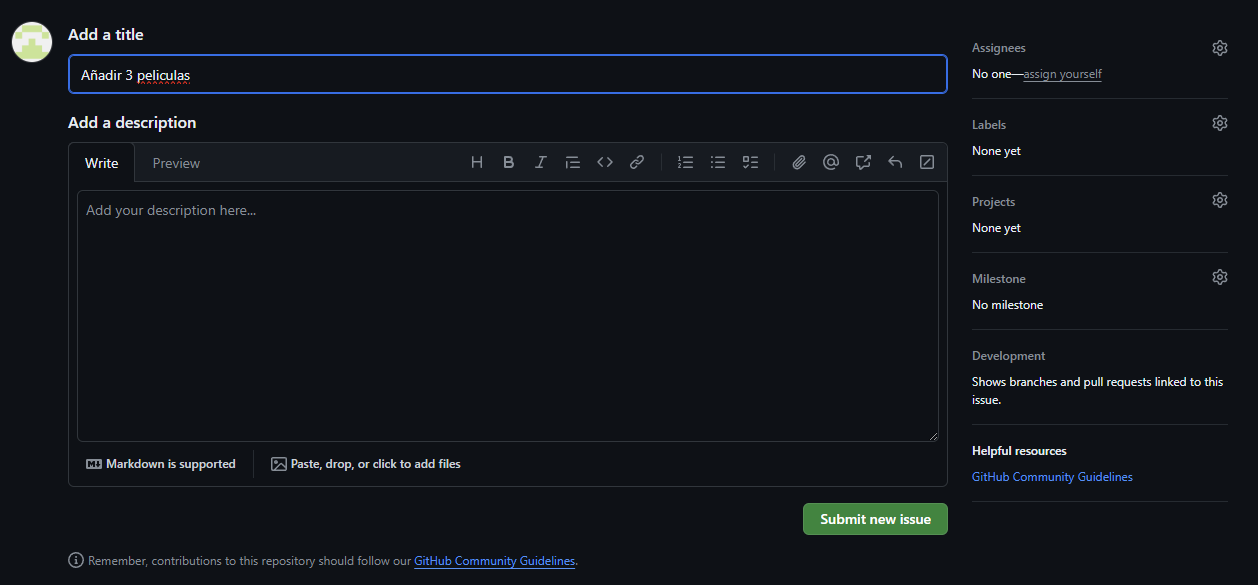 Add a title
Añadir 3 peliculas
Add a description
Write
Preview
Add your description here...
Markdown is supported
Paste, drop, or click to add files
Submit new issue
Remember, contributions to this repository should follow our GitHub Community Guidelines.
Assignees
No one—assign yourself
Labels
None yet
Projects
None yet
Milestone
No milestone
Development
Shows branches and pull requests linked to this
issue.
Helpful resources
GitHub Community Guidelines